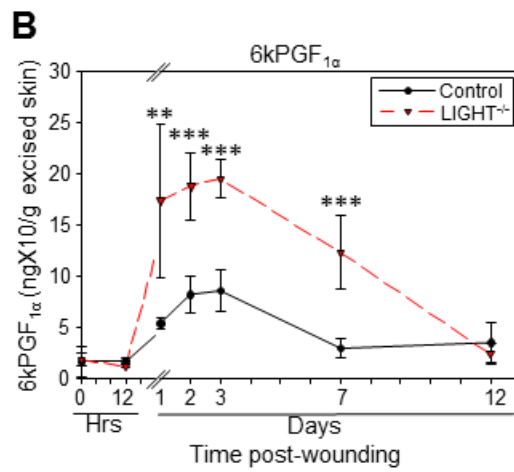 B
6kPGF1α
Control
LIGHT-/-
6kPGF1α (ngX10/g excised skin)
30
25
20
15
10
5
0
**
***
***
***
0 12 1 2 3 7 12
Hrs Days
Time post-wounding